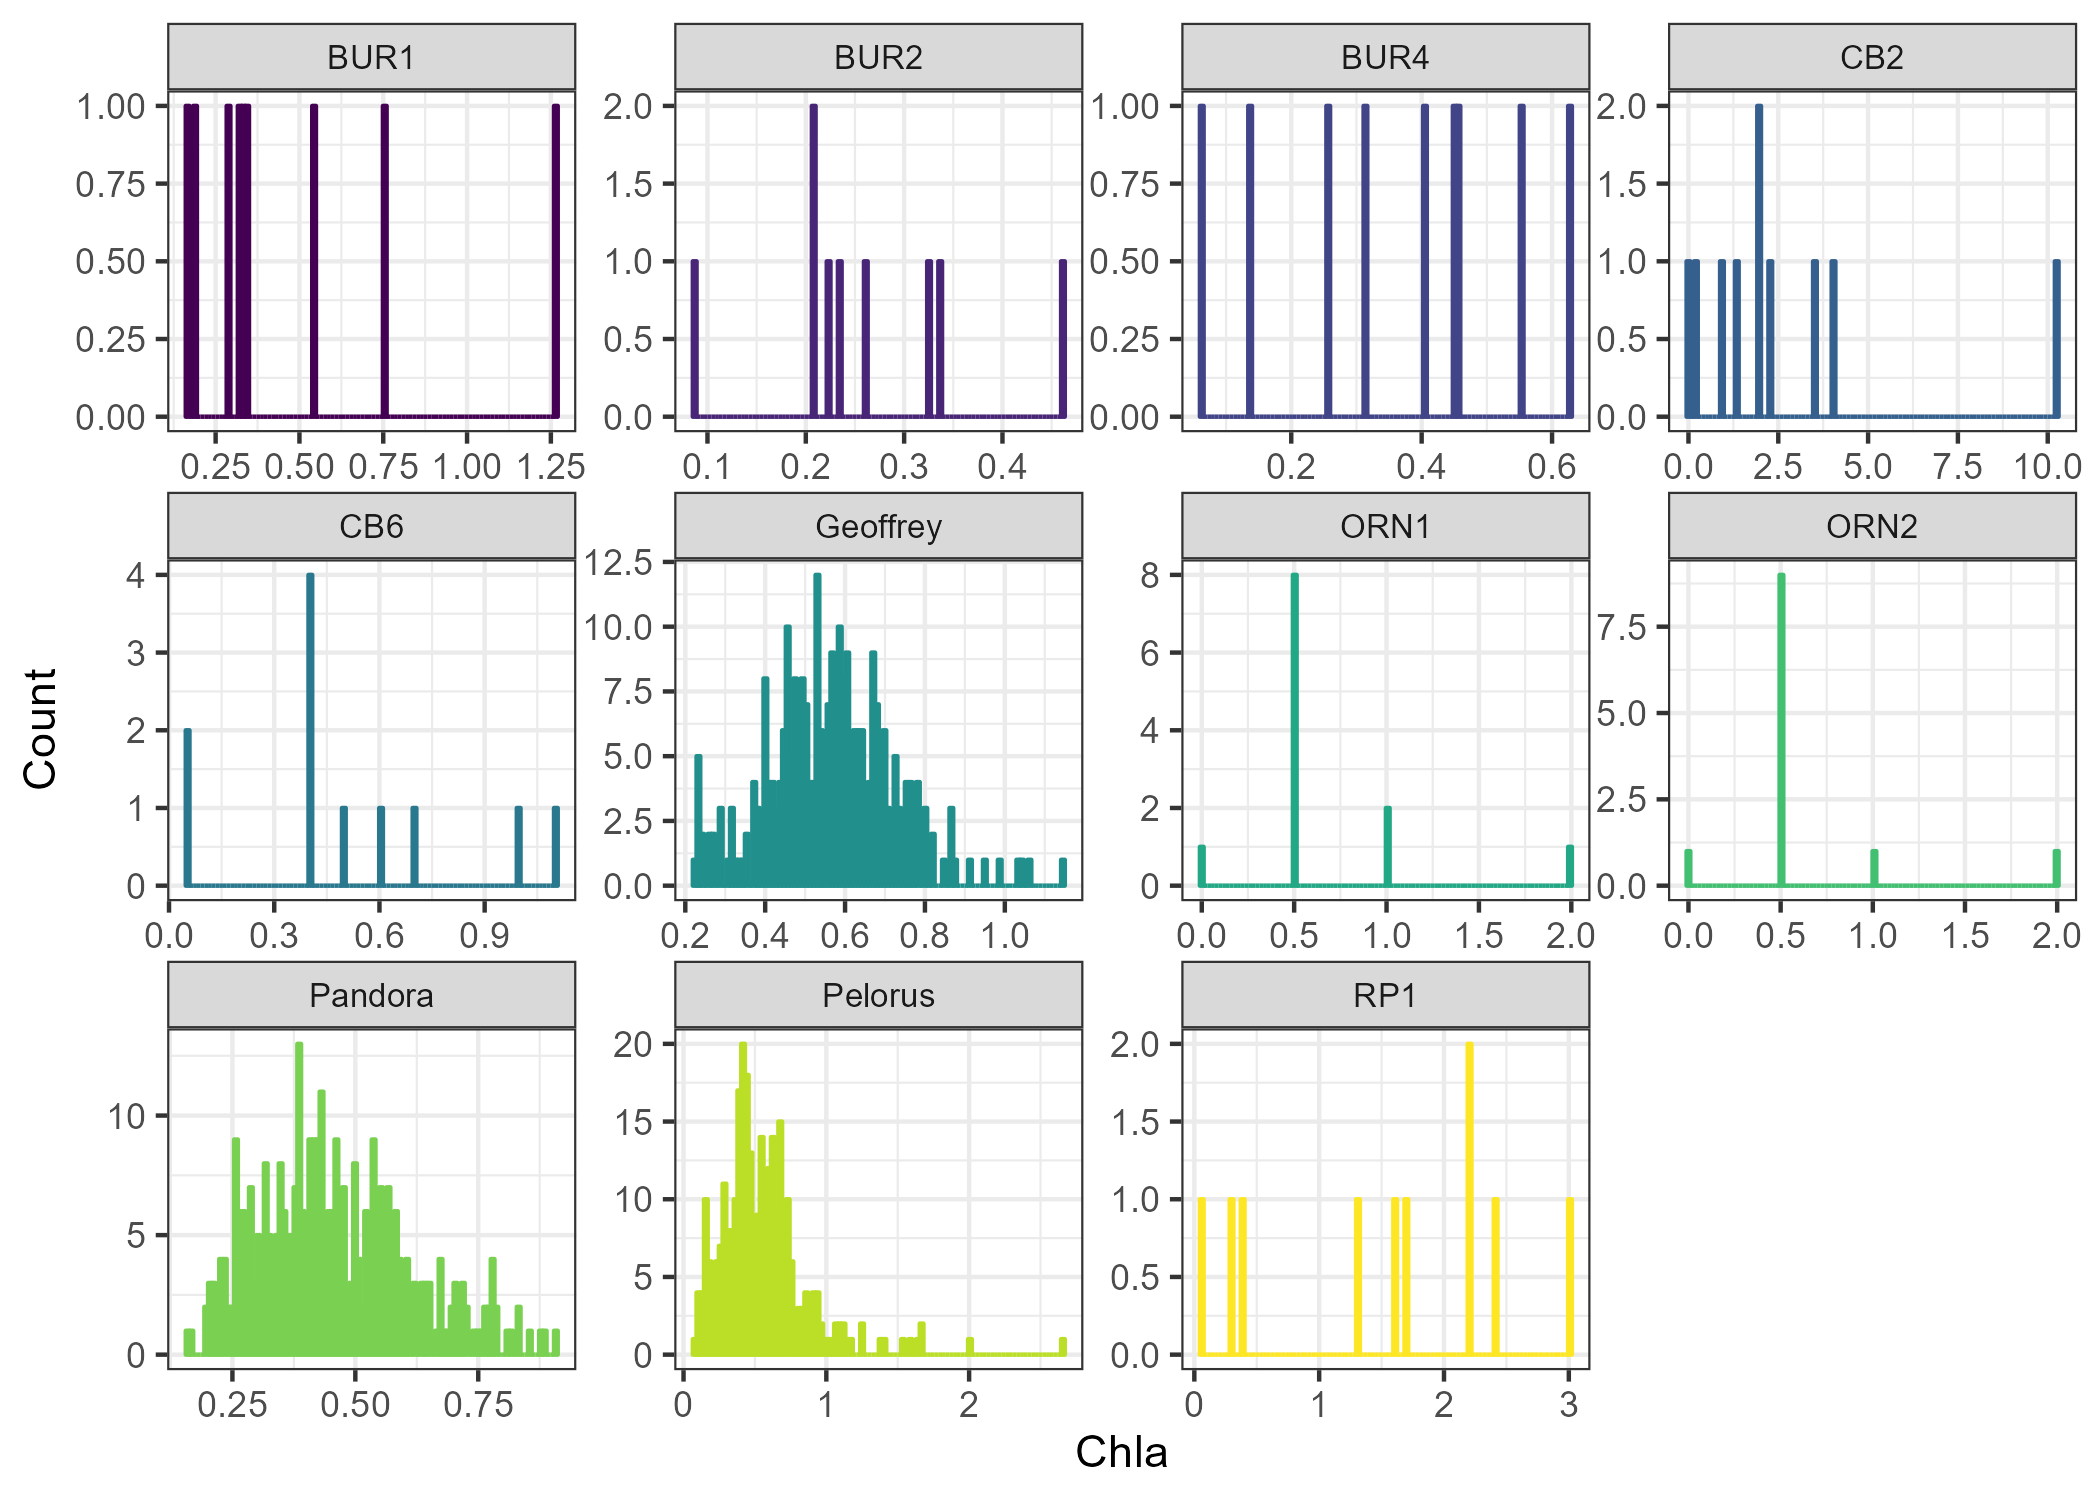 BUR1 BUR2 BUR4 CB2
1.00 2.0 1.00 2.0
0.75 1.5 0.75 1.5
0.50 1.0 0.50 1.0
0.25 0.5 0.25 0.5
0.00 0.0 0.00 0.0
0.25 0.50 0.75 1.00 1.25 0.1 0.2 0.3 0.4 0.2 0.4 0.6 0.0 2.5 5.0 7.5 10.0
CB6 Geoffrey ORN1 ORN2
4 12.5 8
3 10.0 6 7.5
2 7.5 4 5.0
1 5.0 2 2.5
0 2.5 0 0.0
0.0
0.0 0.3 0.6 0.9 0.2 0.4 0.6 0.8 1.0 0.0 0.5 1.0 1.5 2.0 0.0 0.5 1.0 1.5 2.0
Pandora Pelorus RP1
10 20 2.0
5 15 1.5
0 10 1.0
5 0.5
0 0.0
0.25 0.50 0.75 0 1 2 0 1 2 3
Count
Chla